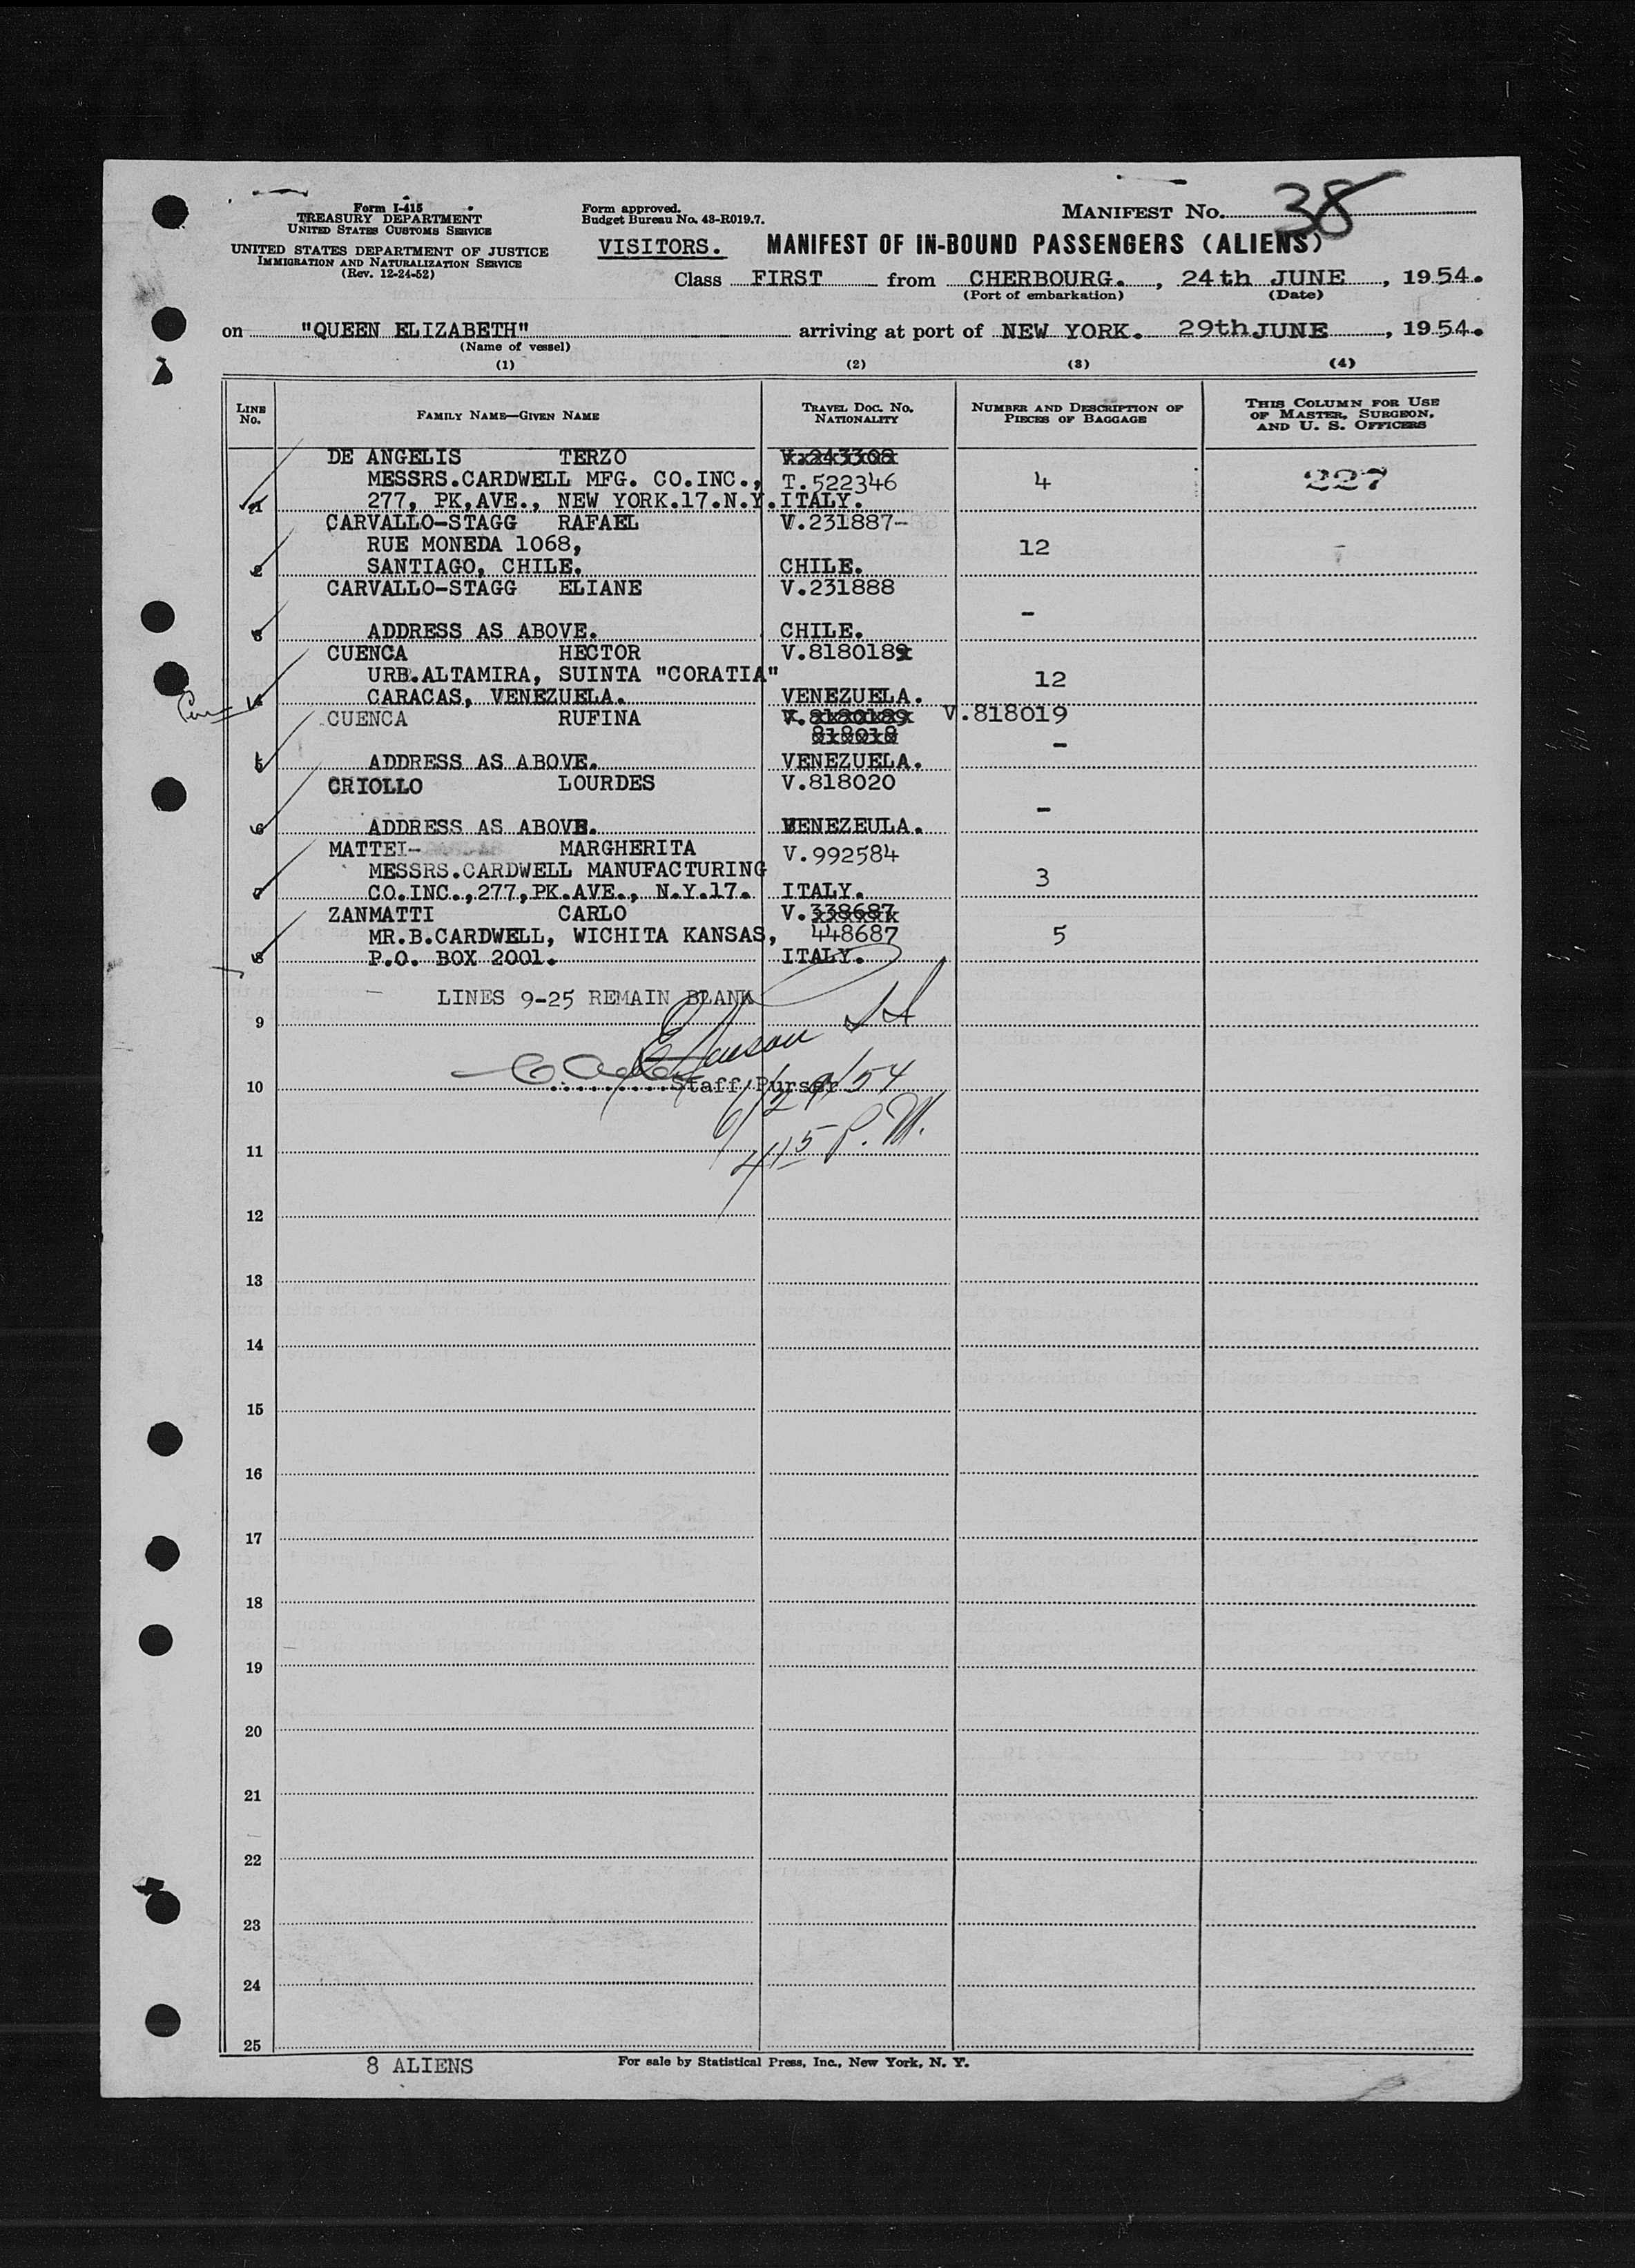 Form I-415
TREASURY DEPARTMENT
UNITED STATES CUSTOMS SERVICE
UNITED STATES DEPARTMENT OF JUSTICE
IMMIGRATION AND NATURALIZATION SERVICE
(Rev. 12-24-52)
Form approved.
Budget Bureau No. 43-R019.7.
MANIFEST No. 38
VISITORS. MANIFEST OF IN-BOUND PASSENGERS (ALIENS)
Class FIRST from CHERBOURG. , 24th JUNE , 1954.
(Port of embarkation) (Date)
on "QUEEN ELIZABETH" arriving at port of NEW YORK. 29th JUNE , 1954.
(Name of vessel)
(1) (2) (3) (4)
LINE No. FAMILY NAME—GIVEN NAME TRAVEL DOC. No. NATIONALITY NUMBER AND DESCRIPTION OF PIECES OF BAGGAGE THIS COLUMN FOR USE OF MASTER, SURGEON, AND U. S. OFFICERS
DE ANGELIS TERZO V.243308
MESSRS.CARDWELL MFG. CO.INC., T.522346 4 227
1 277, PK,AVE., NEW YORK.17.N.Y. ITALY.
CARVALLO-STAGG RAFAEL V.231887-
RUE MONEDA 1068, 12
2 SANTIAGO, CHILE. CHILE.
CARVALLO-STAGG ELIANE V.231888
-
3 ADDRESS AS ABOVE. CHILE.
CUENCA HECTOR V.818018
URB.ALTAMIRA, SUINTA "CORATIA" 12
4 CARACAS, VENEZUELA. VENEZUELA.
CUENCA RUFINA V.818019
818018
-
5 ADDRESS AS ABOVE. VENEZUELA.
CRIOLLO LOURDES V.818020
-
6 ADDRESS AS ABOVE. VENEZEULA.
MATTEI- MARGHERITA V.992584
MESSRS.CARDWELL MANUFACTURING 3
7 CO.INC.,277,PK.AVE., N.Y.17. ITALY.
ZANMATTI CARLO V.338687
MR.B.CARDWELL, WICHITA KANSAS, 448687 5
8 P.O. BOX 2001. ITALY.
LINES 9-25 REMAIN BLANK
9
10 Staff Purser 6/29/54
11 415 P.M.
12
13
14
15
16
17
18
19
20
21
22
23
24
25
8 ALIENS For sale by Statistical Press, Inc., New York, N. Y.